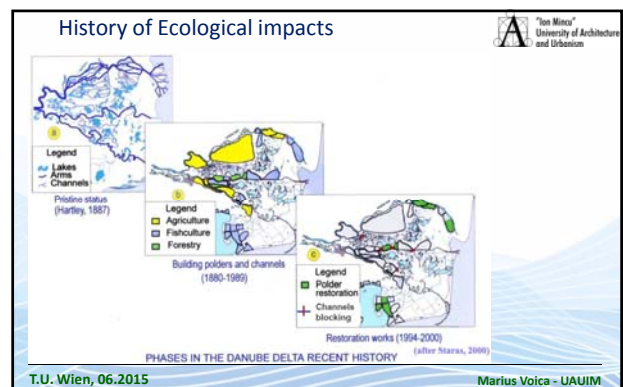 History of Ecological impacts
"Ion Mincu"
University of Architecture
and Urbanism
a
Legend
Lakes
Arms
Channels
Pristine status
(Hartley, 1887)
b
Legend
Agriculture
Fishculture
Forestry
Building polders and channels
(1880-1989)
c
Legend
Polder
restoration
Channels
blocking
Restoration works (1994-2000)
(after Staras, 2000)
PHASES IN THE DANUBE DELTA RECENT HISTORY
T.U. Wien, 06.2015
Marius Voica - UAUIM